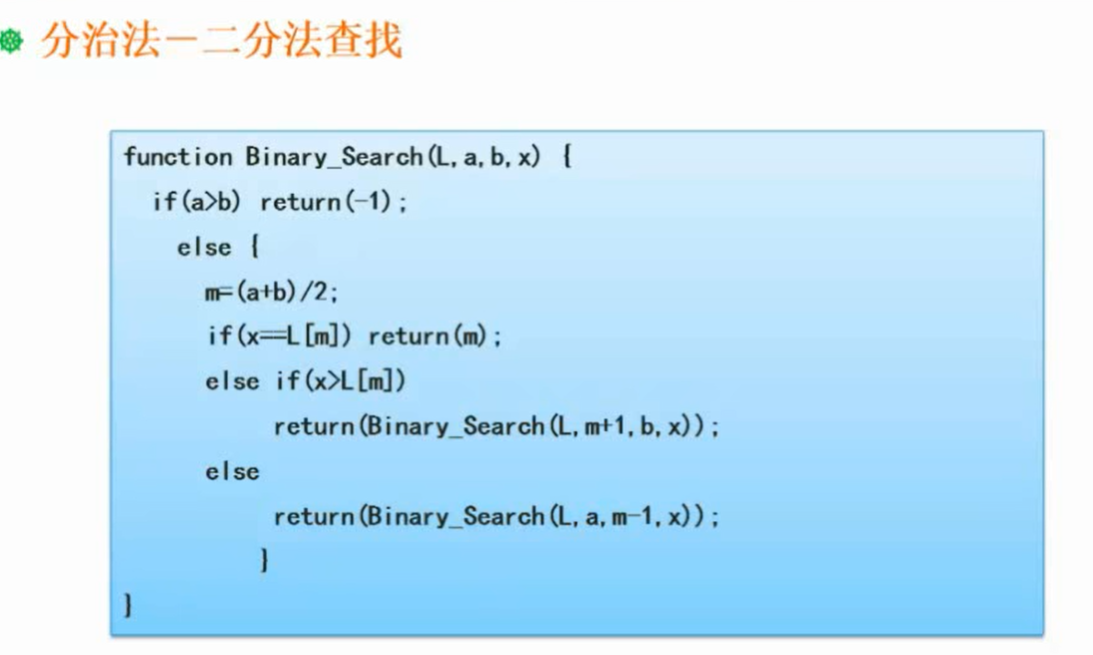 分治法－二分法查找
function Binary_Search(L,a,b,x) {
if(a>b) return(-1);
else {
m=(a+b)/2;
if(x==L[m]) return(m);
else if(x>L[m])
return(Binary_Search(L,m+1,b,x));
else
return(Binary_Search(L,a,m-1,x));
}
}